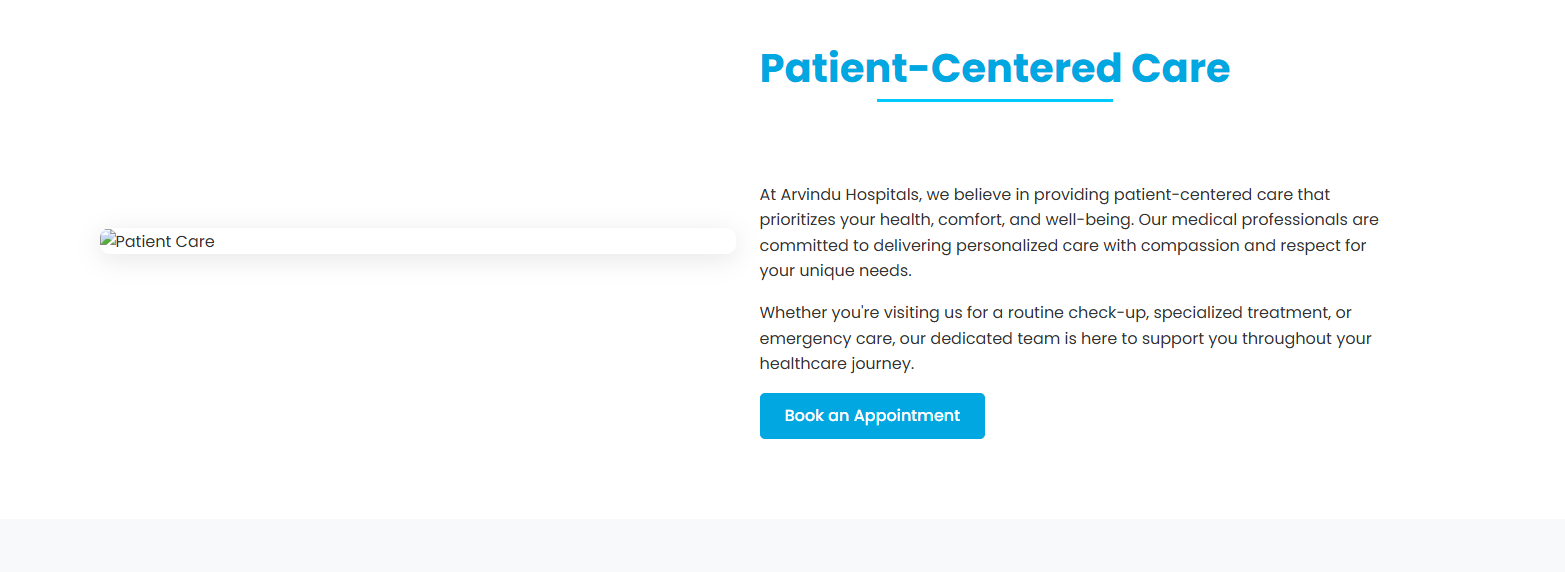 Patient-Centered Care
Patient Care
At Arvindu Hospitals, we believe in providing patient-centered care that
prioritizes your health, comfort, and well-being. Our medical professionals are
committed to delivering personalized care with compassion and respect for
your unique needs.
Whether you're visiting us for a routine check-up, specialized treatment, or
emergency care, our dedicated team is here to support you throughout your
healthcare journey.
Book an Appointment